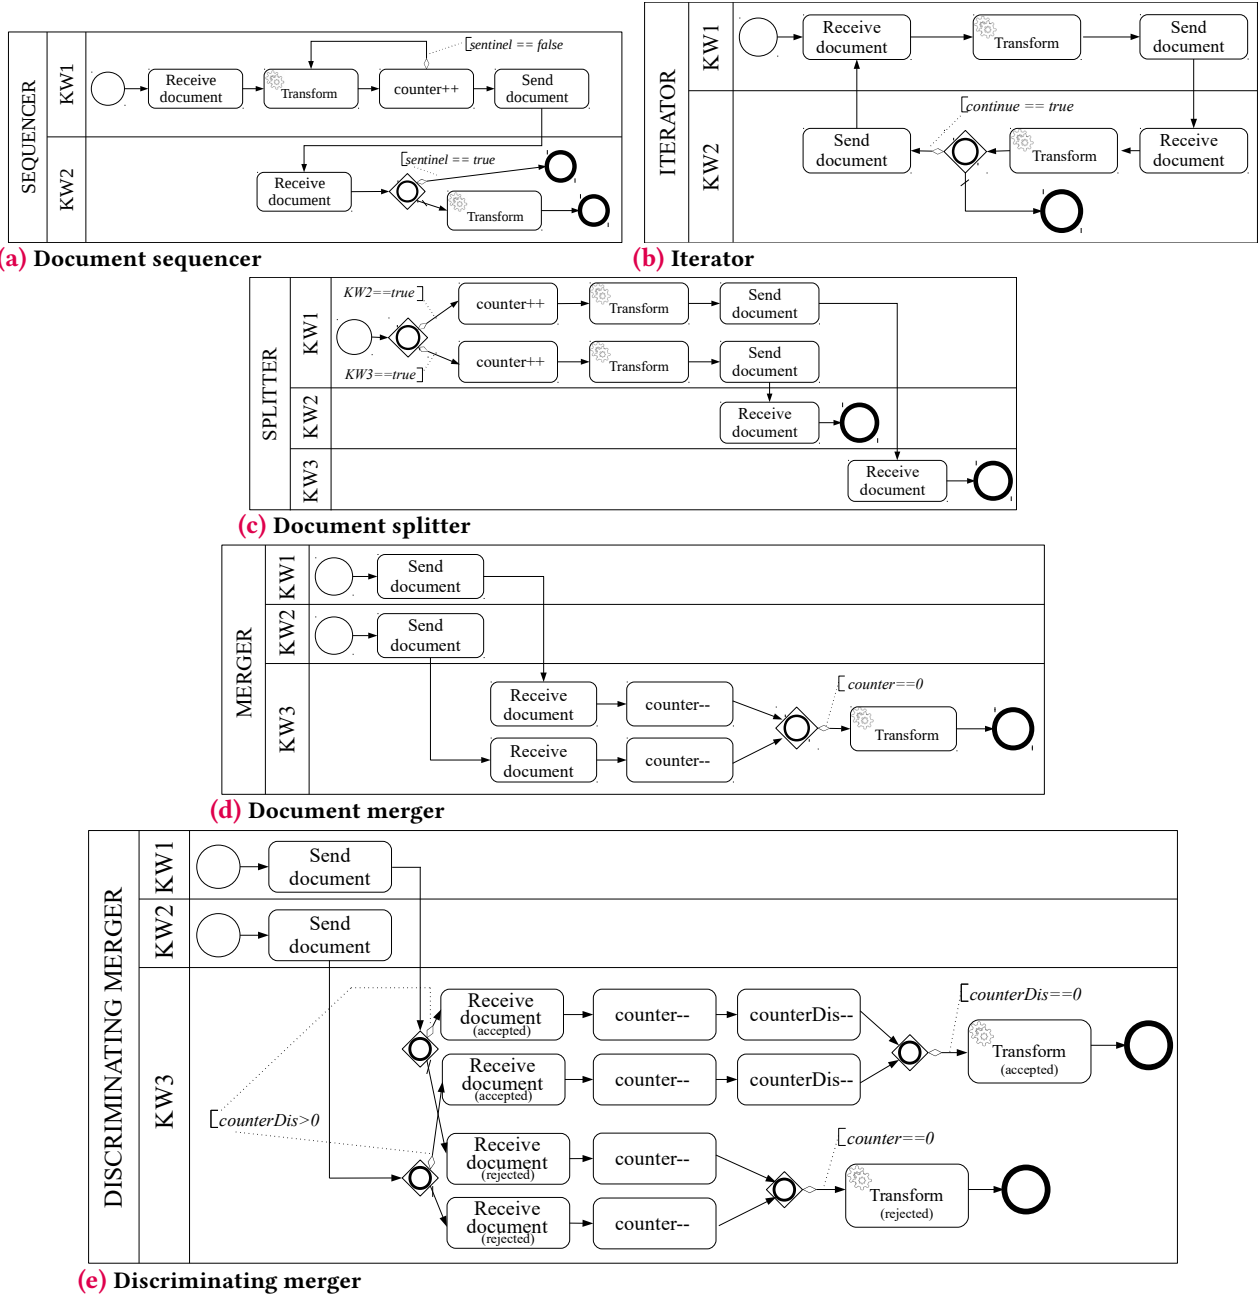 SEQUENCER
KW1
KW2
Receive
document
Transform
counter++
Send
document
sentinel == false
Receive
document
sentinel == true
Transform
(a) Document sequencer
ITERATOR
KW1
KW2
Receive
document
Transform
Send
document
continue == true
Send
document
Transform
Receive
document
(b) Iterator
SPLITTER
KW1
KW2
KW3
KW2==true
counter++
Transform
Send
document
KW3==true
counter++
Transform
Send
document
Receive
document
Receive
document
(c) Document splitter
MERGER
KW1
KW2
KW3
Send
document
Send
document
Receive
document
counter--
counter==0
Transform
Receive
document
counter--
(d) Document merger
DISCRIMINATING MERGER
KW1
KW2
KW3
Send
document
Send
document
Receive
document
(accepted)
counter--
counterDis--
counterDis==0
Transform
(accepted)
Receive
document
(accepted)
counter--
counterDis--
counterDis>0
Receive
document
(rejected)
counter--
counter==0
Transform
(rejected)
Receive
document
(rejected)
counter--
(e) Discriminating merger